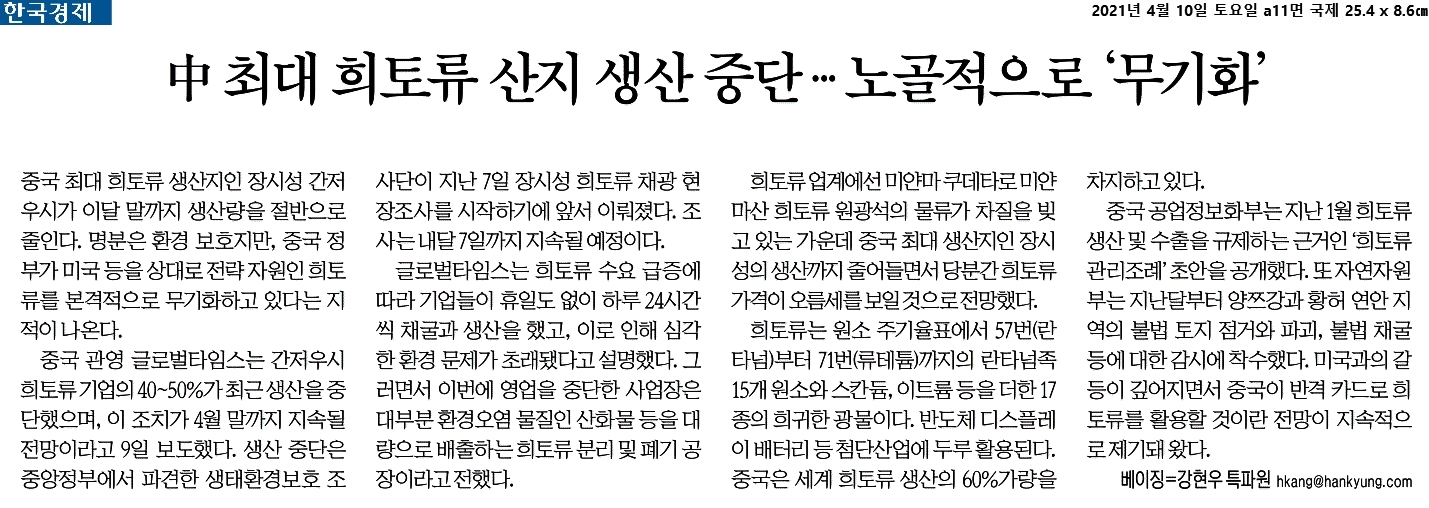 한국경제
2021년 4월 10일 토요일 a11면 국제 25.4 x 8.6㎝
中 최대 희토류 산지 생산 중단… 노골적으로 ‘무기화’
중국 최대 희토류 생산지인 장시성 간저
우시가 이달 말까지 생산량을 절반으로
줄인다. 명분은 환경 보호지만, 중국 정
부가 미국 등을 상대로 전략 자원인 희토
류를 본격적으로 무기화하고 있다는 지
적이 나온다.
중국 관영 글로벌타임스는 간저우시
희토류 기업의 40~50%가 최근 생산을 중
단했으며, 이 조치가 4월 말까지 지속될
전망이라고 9일 보도했다. 생산 중단은
중앙정부에서 파견한 생태환경보호 조
사단이 지난 7일 장시성 희토류 채광 현
장조사를 시작하기에 앞서 이뤄졌다. 조
사는 내달 7일까지 지속될 예정이다.
글로벌타임스는 희토류 수요 급증에
따라 기업들이 휴일도 없이 하루 24시간
씩 채굴과 생산을 했고, 이로 인해 심각
한 환경 문제가 초래됐다고 설명했다. 그
러면서 이번에 영업을 중단한 사업장은
대부분 환경오염 물질인 산화물 등을 대
량으로 배출하는 희토류 분리 및 폐기 공
장이라고 전했다.
희토류 업계에선 미얀마 쿠데타로 미얀
마산 희토류 원광석의 물류가 차질을 빚
고 있는 가운데 중국 최대 생산지인 장시
성의 생산까지 줄어들면서 당분간 희토류
가격이 오름세를 보일 것으로 전망했다.
희토류는 원소 주기율표에서 57번(란
타넘)부터 71번(류테튬)까지의 란타넘족
15개 원소와 스칸듐, 이트륨 등을 더한 17
종의 희귀한 광물이다. 반도체 디스플레
이 배터리 등 첨단산업에 두루 활용된다.
중국은 세계 희토류 생산의 60%가량을
차지하고 있다.
중국 공업정보화부는 지난 1월 희토류
생산 및 수출을 규제하는 근거인 ‘희토류
관리조례’ 초안을 공개했다. 또 자연자원
부는 지난달부터 양쯔강과 황허 연안 지
역의 불법 토지 점거와 파괴, 불법 채굴
등에 대한 감시에 착수했다. 미국과의 갈
등이 깊어지면서 중국이 반격 카드로 희
토류를 활용할 것이란 전망이 지속적으
로 제기돼 왔다.
베이징=강현우 특파원 hkang@hankyung.com